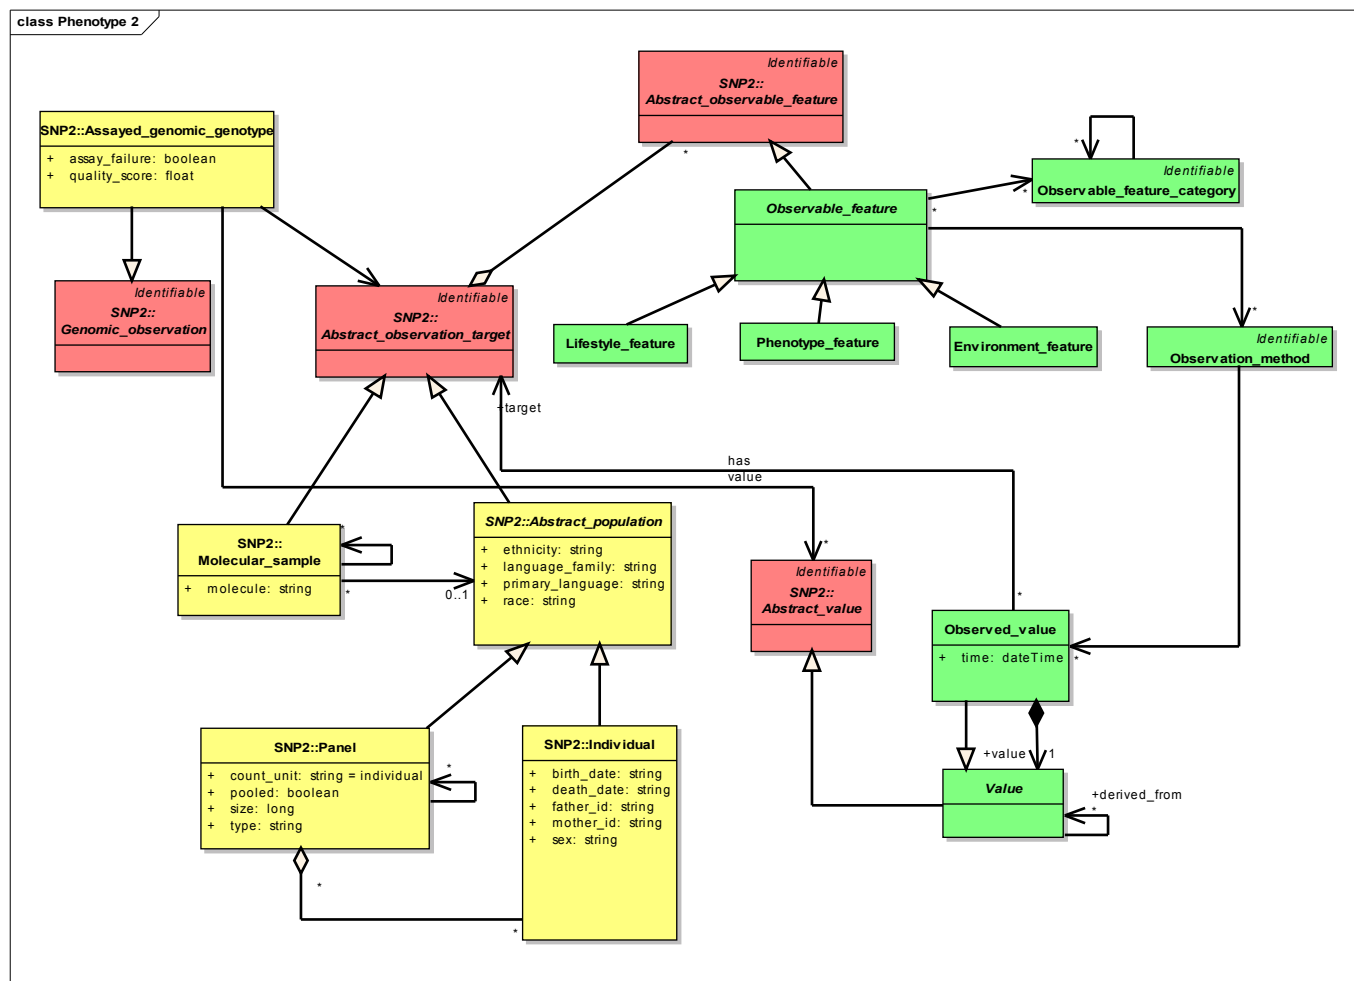 class Phenotype 2
Identifiable
SNP2::
Abstract_observable_feature
*
SNP2::Assayed_genomic_genotype
+ assay_failure: boolean
+ quality_score: float
*
Identifiable
Observable_feature_category
*
Observable_feature
*
Identifiable
SNP2::
Genomic_observation
Identifiable
SNP2::
Abstract_observation_target
Lifestyle_feature
Phenotype_feature
Environment_feature
*
Identifiable
Observation_method
+target
has
value
SNP2::Abstract_population
+ ethnicity: string
+ language_family: string
+ primary_language: string
+ race: string
*
SNP2::
Molecular_sample
+ molecule: string
*
0..1
*
Identifiable
SNP2::
Abstract_value
*
Observed_value
+ time: dateTime
*
SNP2::Panel
+ count_unit: string = individual
+ pooled: boolean
+ size: long
+ type: string
*
SNP2::Individual
+ birth_date: string
+ death_date: string
+ father_id: string
+ mother_id: string
+ sex: string
+value
1
Value
+derived_from
*
*
*